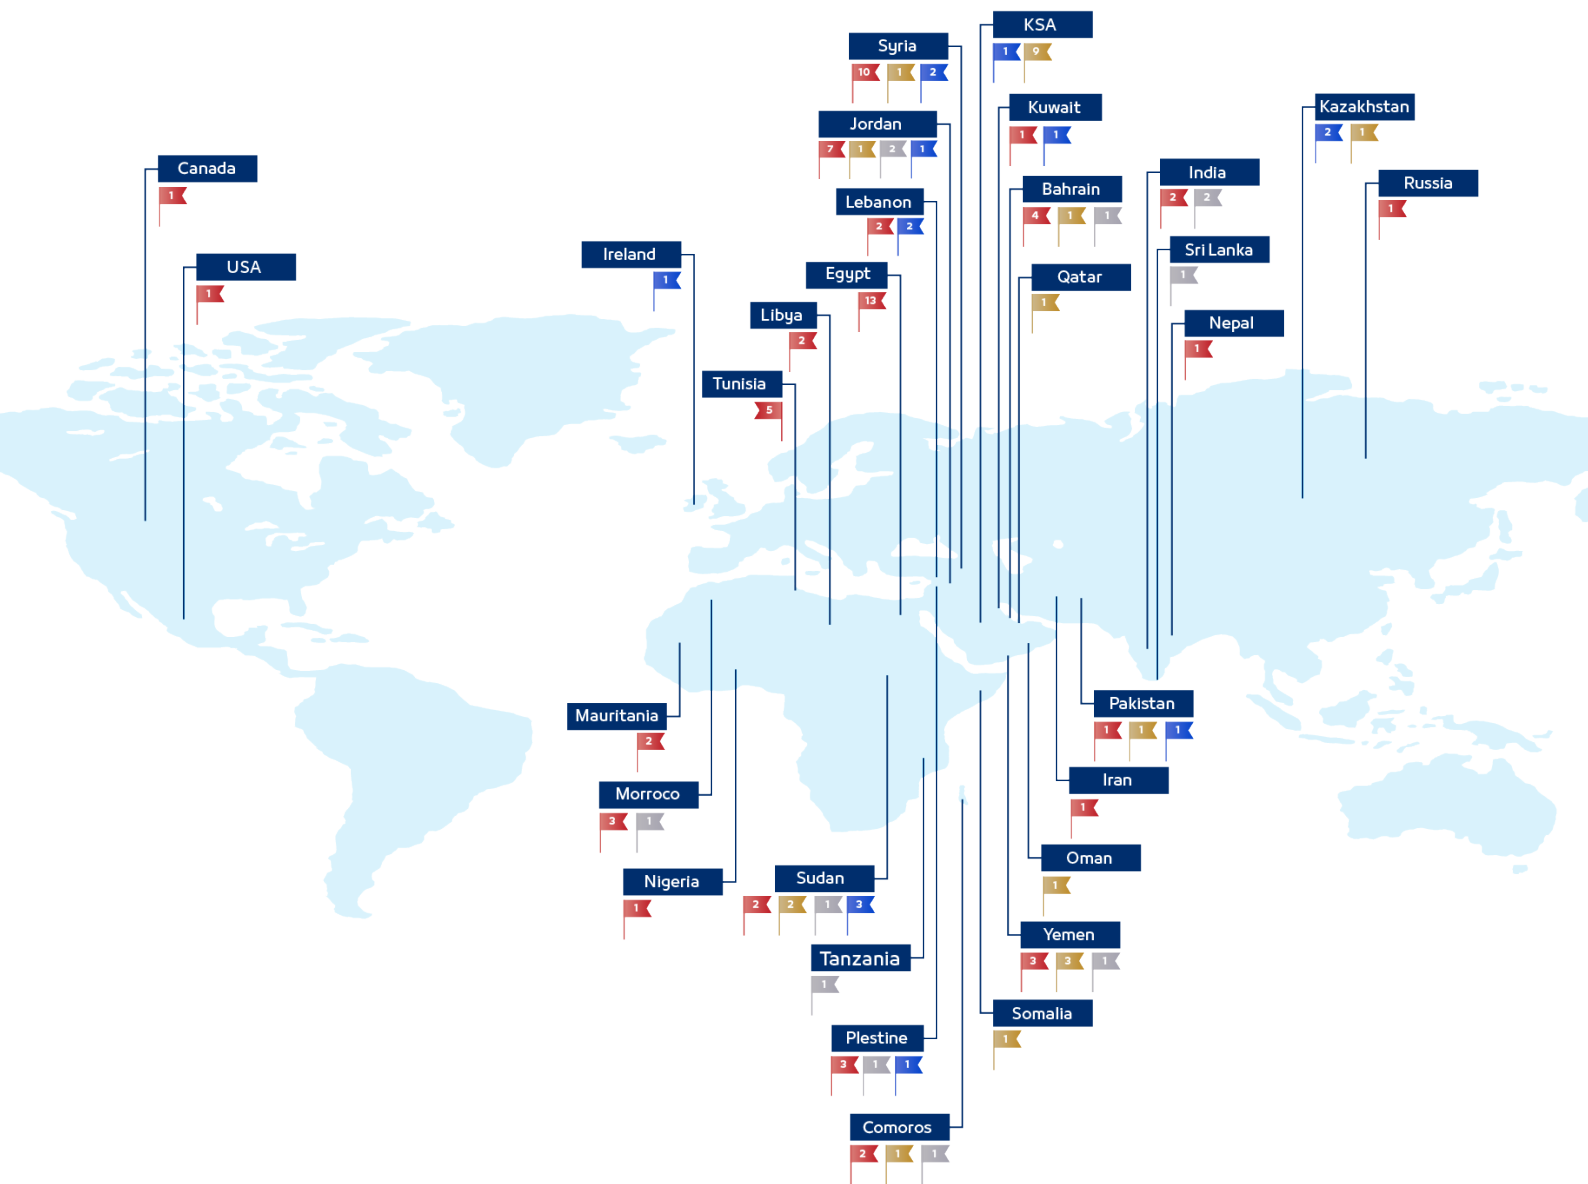 KSA
1 9
Syria
10 1 2
Kuwait
1 1
Kazakhstan
2 1
Jordan
7 1 2 1
Canada
1
India
2 2
Russia
1
Bahrain
4 1 1
Lebanon
2 2
Sri Lanka
1
Ireland
1
USA
1
Egypt
13
Qatar
1
Libya
2
Nepal
1
Tunisia
5
Pakistan
1 1 1
Mauritania
2
Iran
1
Morroco
3 1
Oman
1
Nigeria
1
Sudan
2 2 1 3
Yemen
3 3 1
Tanzania
1
Somalia
1
Plestine
3 1 1
Comoros
2 1 1